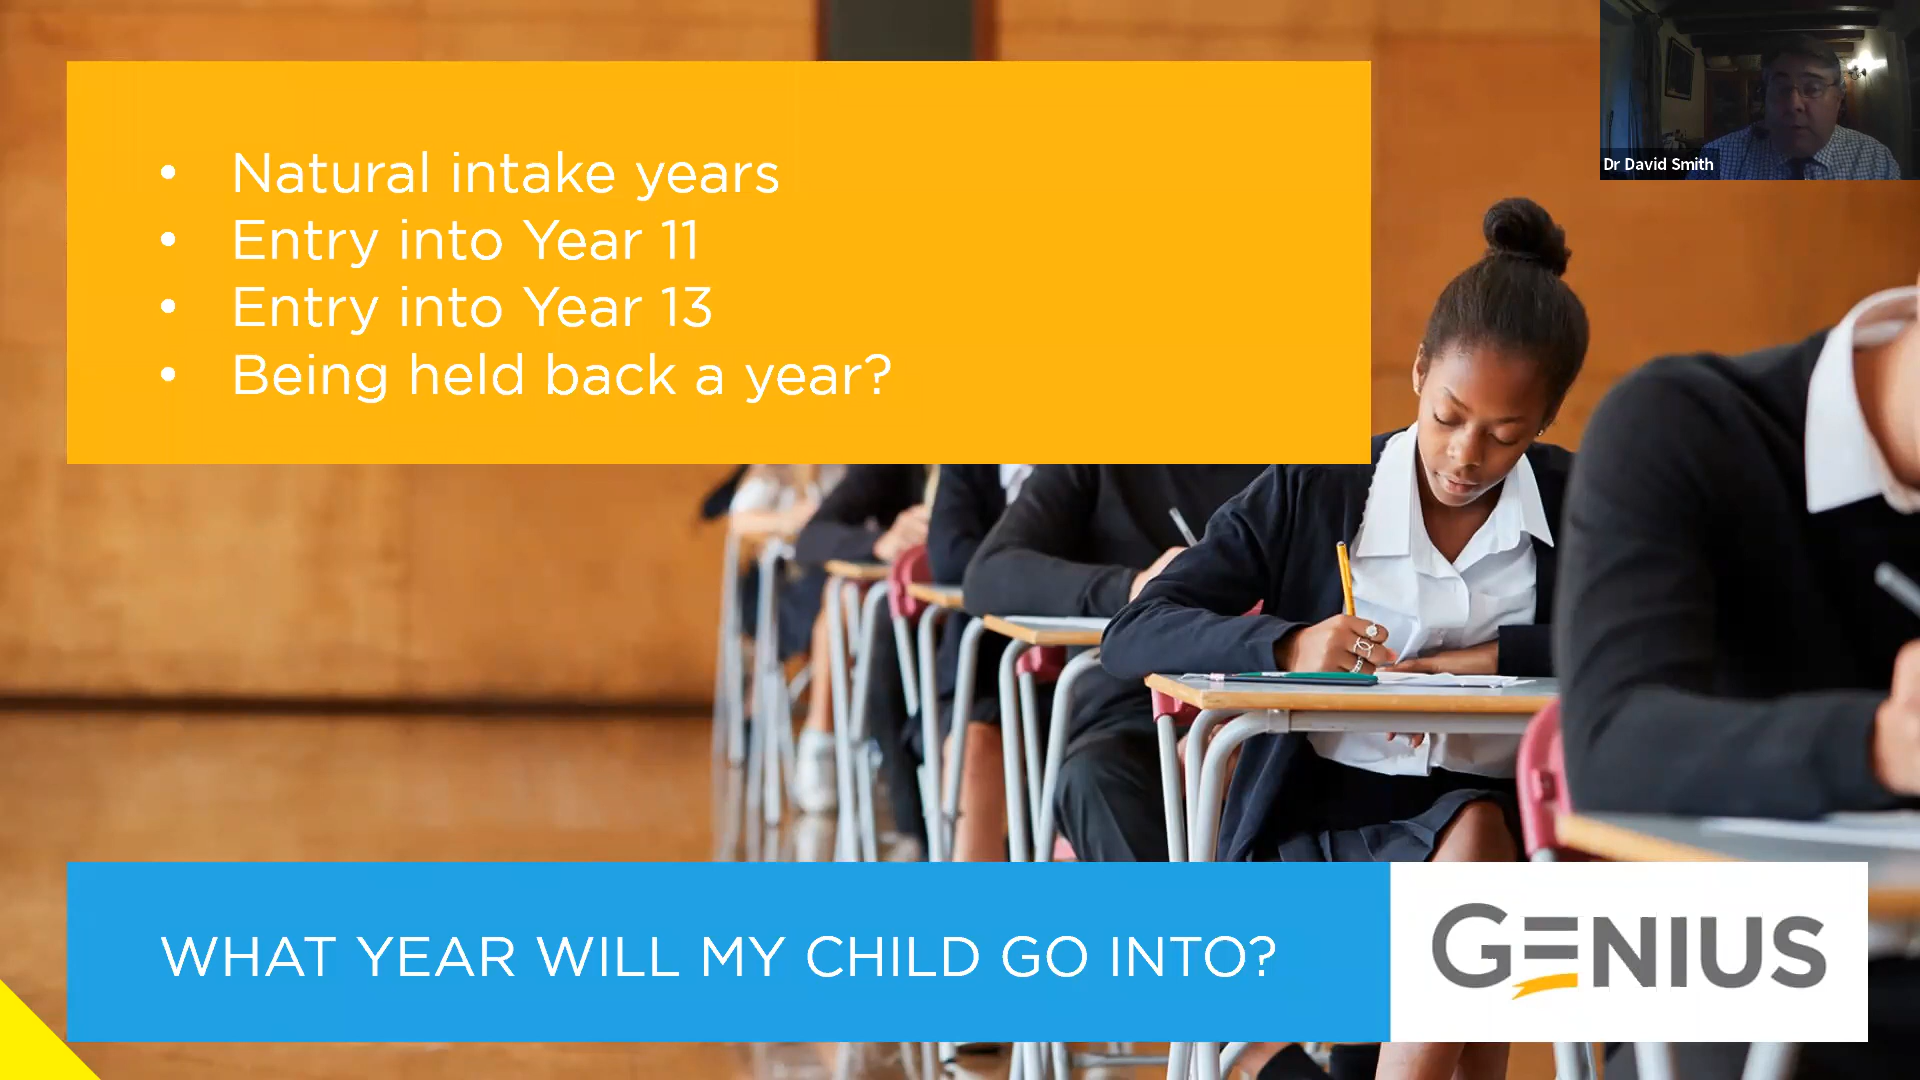 • Natural intake years
• Entry into Year 11
• Entry into Year 13
• Being held back a year?
Dr David Smith
WHAT YEAR WILL MY CHILD GO INTO?
GENIUS